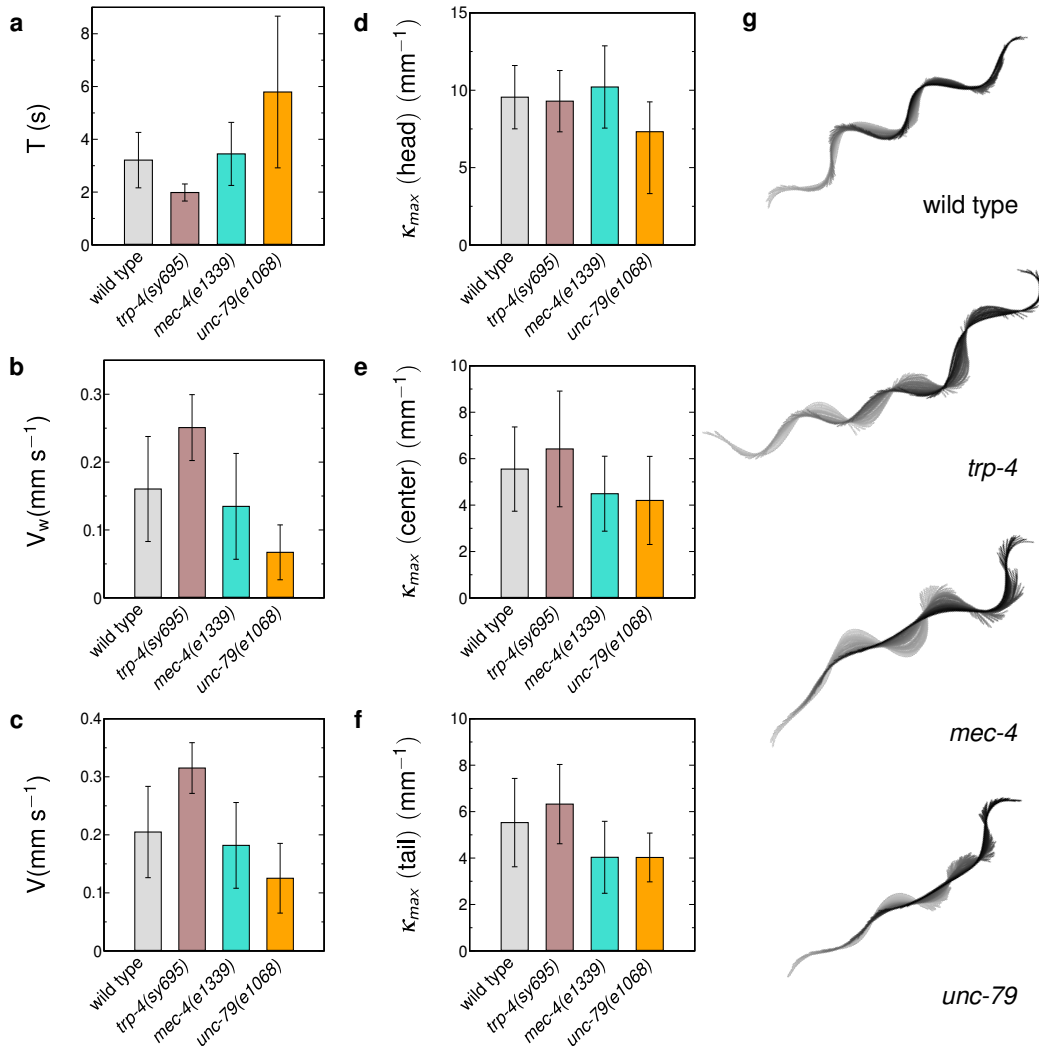 a
T (s)
8
6
4
2
0
wild type
trp-4(sy695)
mec-4(e1339)
unc-79(e1068)
b
V_w(mm s⁻¹)
0.3
0.2
0.1
0
wild type
trp-4(sy695)
mec-4(e1339)
unc-79(e1068)
c
V(mm s⁻¹)
0.4
0.3
0.2
0.1
0
wild type
trp-4(sy695)
mec-4(e1339)
unc-79(e1068)
d
κ_max (head) (mm⁻¹)
15
10
5
0
wild type
trp-4(sy695)
mec-4(e1339)
unc-79(e1068)
e
κ_max (center) (mm⁻¹)
10
8
6
4
2
0
wild type
trp-4(sy695)
mec-4(e1339)
unc-79(e1068)
f
κ_max (tail) (mm⁻¹)
10
8
6
4
2
0
wild type
trp-4(sy695)
mec-4(e1339)
unc-79(e1068)
g
wild type
trp-4
mec-4
unc-79